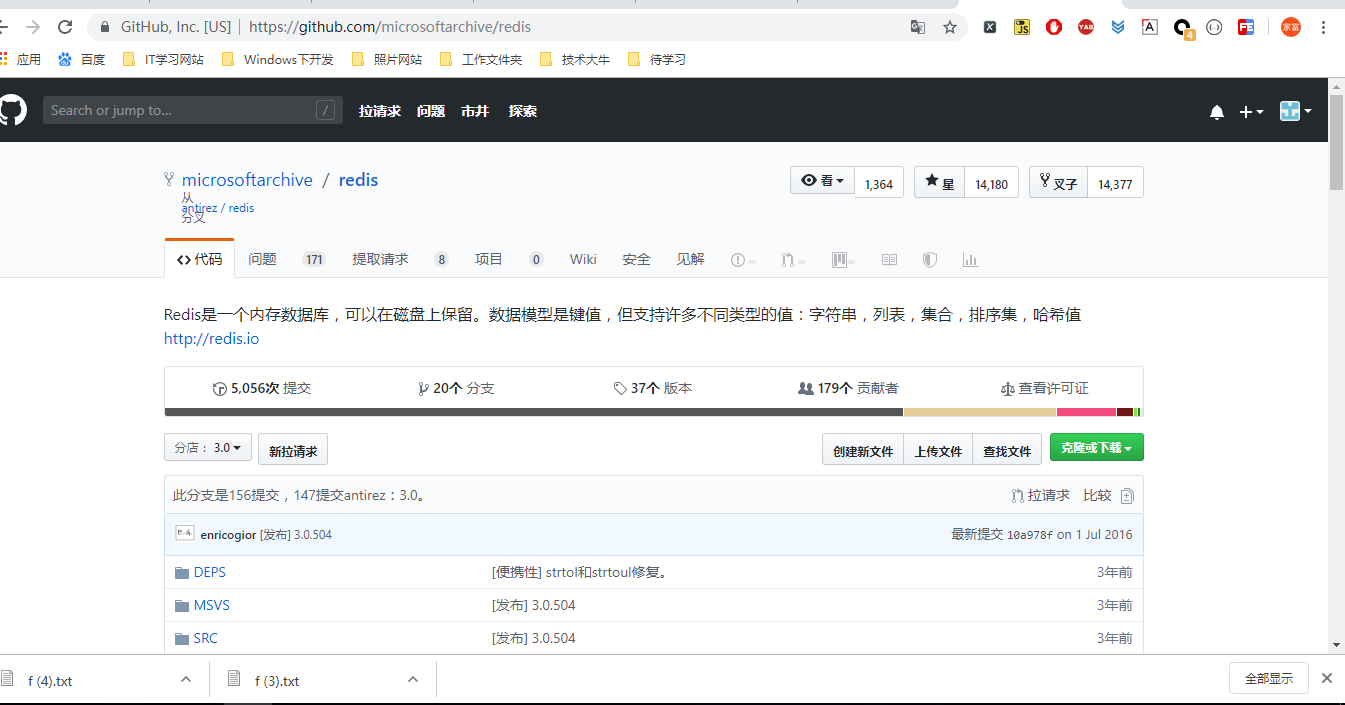 GitHub, Inc. [US] | https://github.com/microsoftarchive/redis
应用 百度 IT学习网站 Windows下开发 照片网站 工作文件夹 技术大牛 待学习
Search or jump to... / 拉请求 问题 市井 探索
microsoftarchive / redis 看 1,364 星 14,180 叉子 14,377
从
antirez / redis
分叉
代码 问题 171 提取请求 8 项目 0 Wiki 安全 见解
Redis是一个内存数据库，可以在磁盘上保留。数据模型是键值，但支持许多不同类型的值：字符串，列表，集合，排序集，哈希值
http://redis.io
5,056次 提交 20个 分支 37个 版本 179个 贡献者 查看许可证
分店： 3.0 新拉请求 创建新文件 上传文件 查找文件 克隆或下载
此分支是156提交，147提交antirez：3.0。 拉请求 比较
enricogior [发布] 3.0.504 最新提交 10a978f on 1 Jul 2016
DEPS [便携性] strtol和strtoul修复。 3年前
MSVS [发布] 3.0.504 3年前
SRC [发布] 3.0.504 3年前
f (4).txt f (3).txt 全部显示